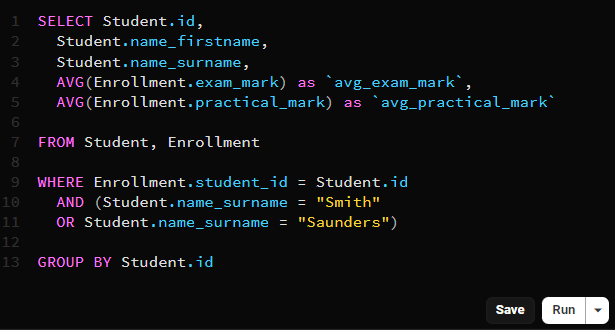 1 SELECT Student.id,
2 Student.name_firstname,
3 Student.name_surname,
4 AVG(Enrollment.exam_mark) as `avg_exam_mark`,
5 AVG(Enrollment.practical_mark) as `avg_practical_mark`
6
7 FROM Student, Enrollment
8
9 WHERE Enrollment.student_id = Student.id
10 AND (Student.name_surname = "Smith"
11 OR Student.name_surname = "Saunders")
12
13 GROUP BY Student.id
Save Run